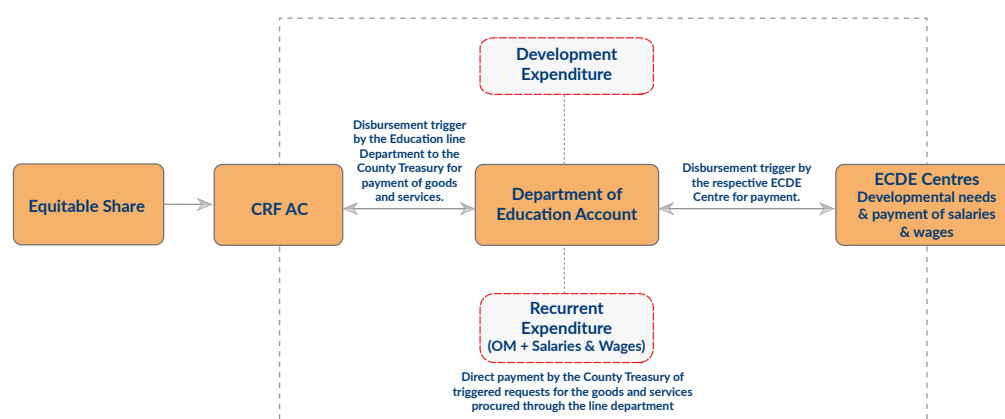 Development
Expenditure
Disbursement trigger
by the Education line
Department to the
County Treasury for
payment of goods
and services.
Disbursement trigger by
the respective ECDE
Centre for payment.
Equitable Share
CRF AC
Department of
Education Account
ECDE Centres
Developmental needs
& payment of salaries
& wages
Recurrent
Expenditure
(OM + Salaries & Wages)
Direct payment by the County Treasury of
triggered requests for the goods and services
procured through the line department